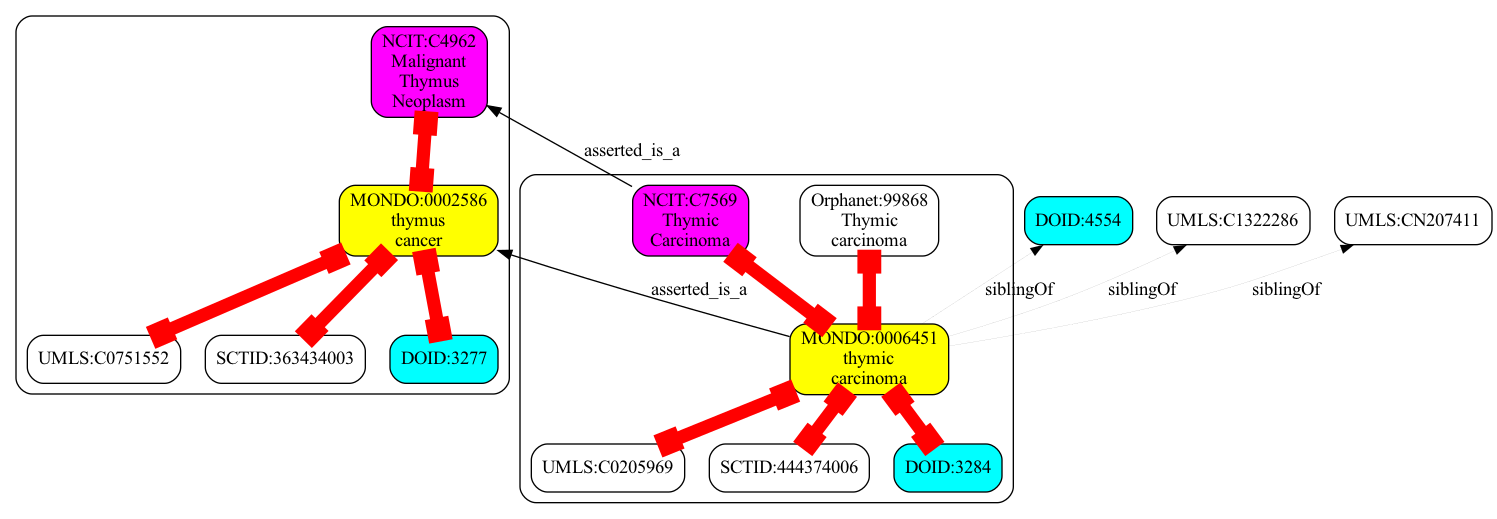 NCIT:C4962
Malignant
Thymus
Neoplasm
asserted_is_a
MONDO:0002586
thymus
cancer
NCIT:C7569
Thymic
Carcinoma
Orphanet:99868
Thymic
carcinoma
DOID:4554
UMLS:C1322286
UMLS:CN207411
asserted_is_a
siblingOf
siblingOf
siblingOf
UMLS:C0751552
SCTID:363434003
DOID:3277
MONDO:0006451
thymic
carcinoma
UMLS:C0205969
SCTID:444374006
DOID:3284